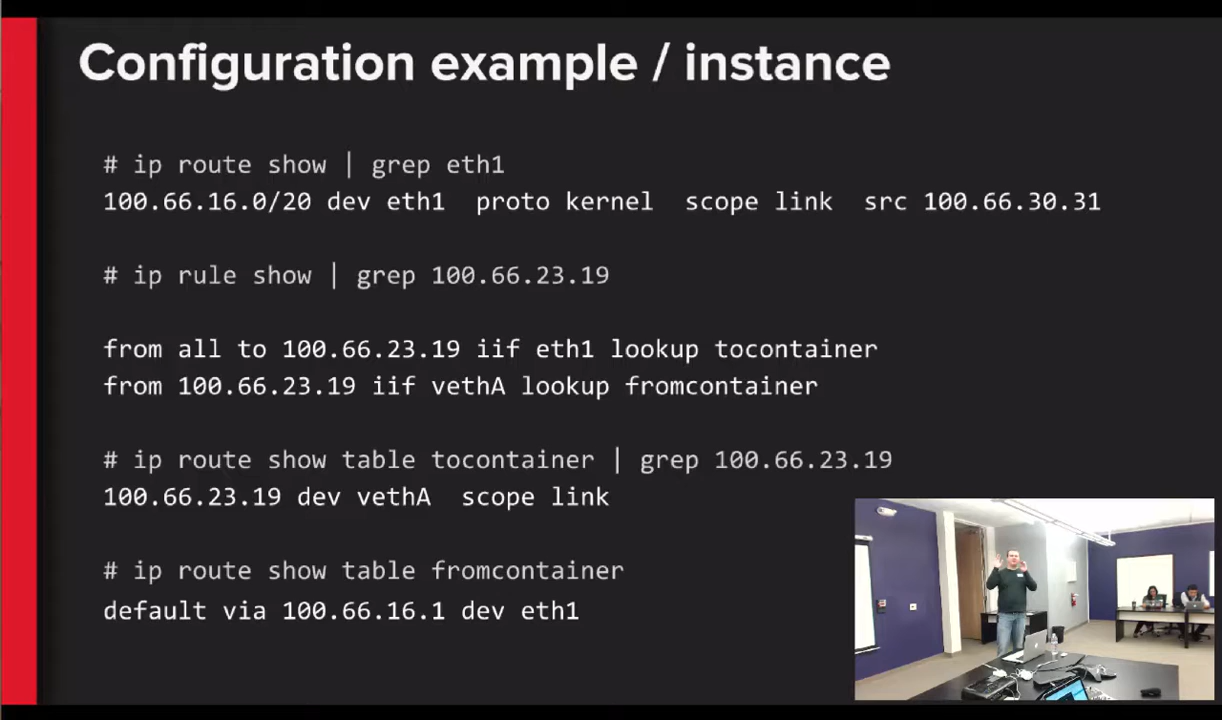 Configuration example / instance
# ip route show | grep eth1
100.66.16.0/20 dev eth1  proto kernel  scope link  src 100.66.30.31
# ip rule show | grep 100.66.23.19
from all to 100.66.23.19 iif eth1 lookup tocontainer
from 100.66.23.19 iif vethA lookup fromcontainer
# ip route show table tocontainer | grep 100.66.23.19
100.66.23.19 dev vethA  scope link
# ip route show table fromcontainer
default via 100.66.16.1 dev eth1